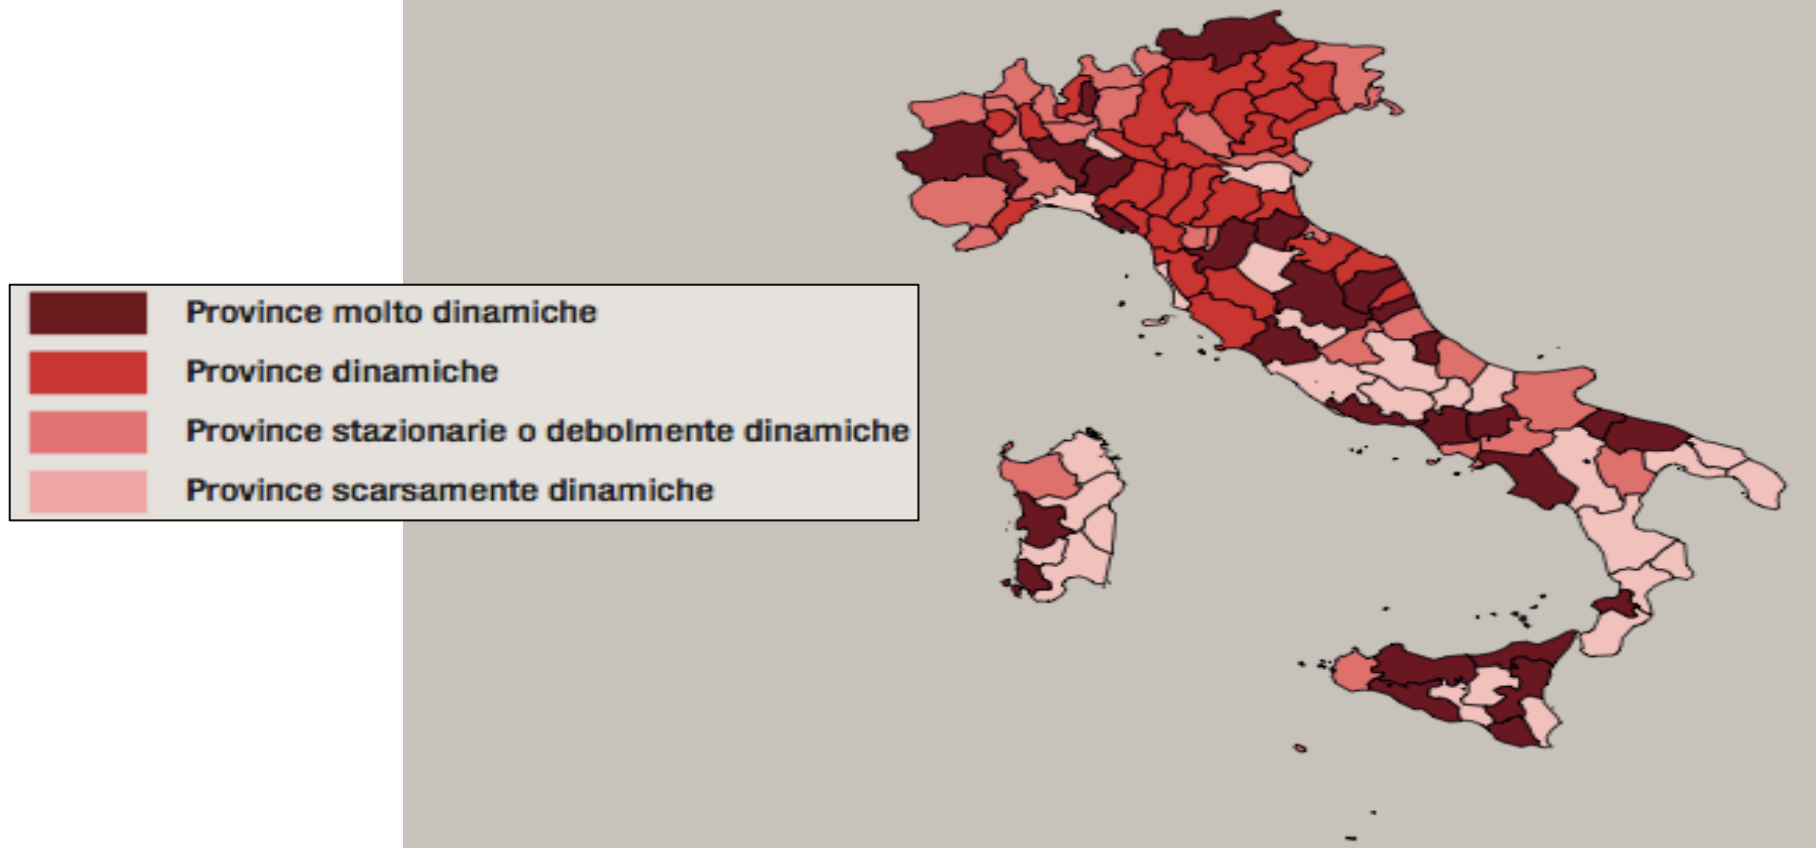 Province molto dinamiche
Province dinamiche
Province stazionarie o debolmente dinamiche
Province scarsamente dinamiche